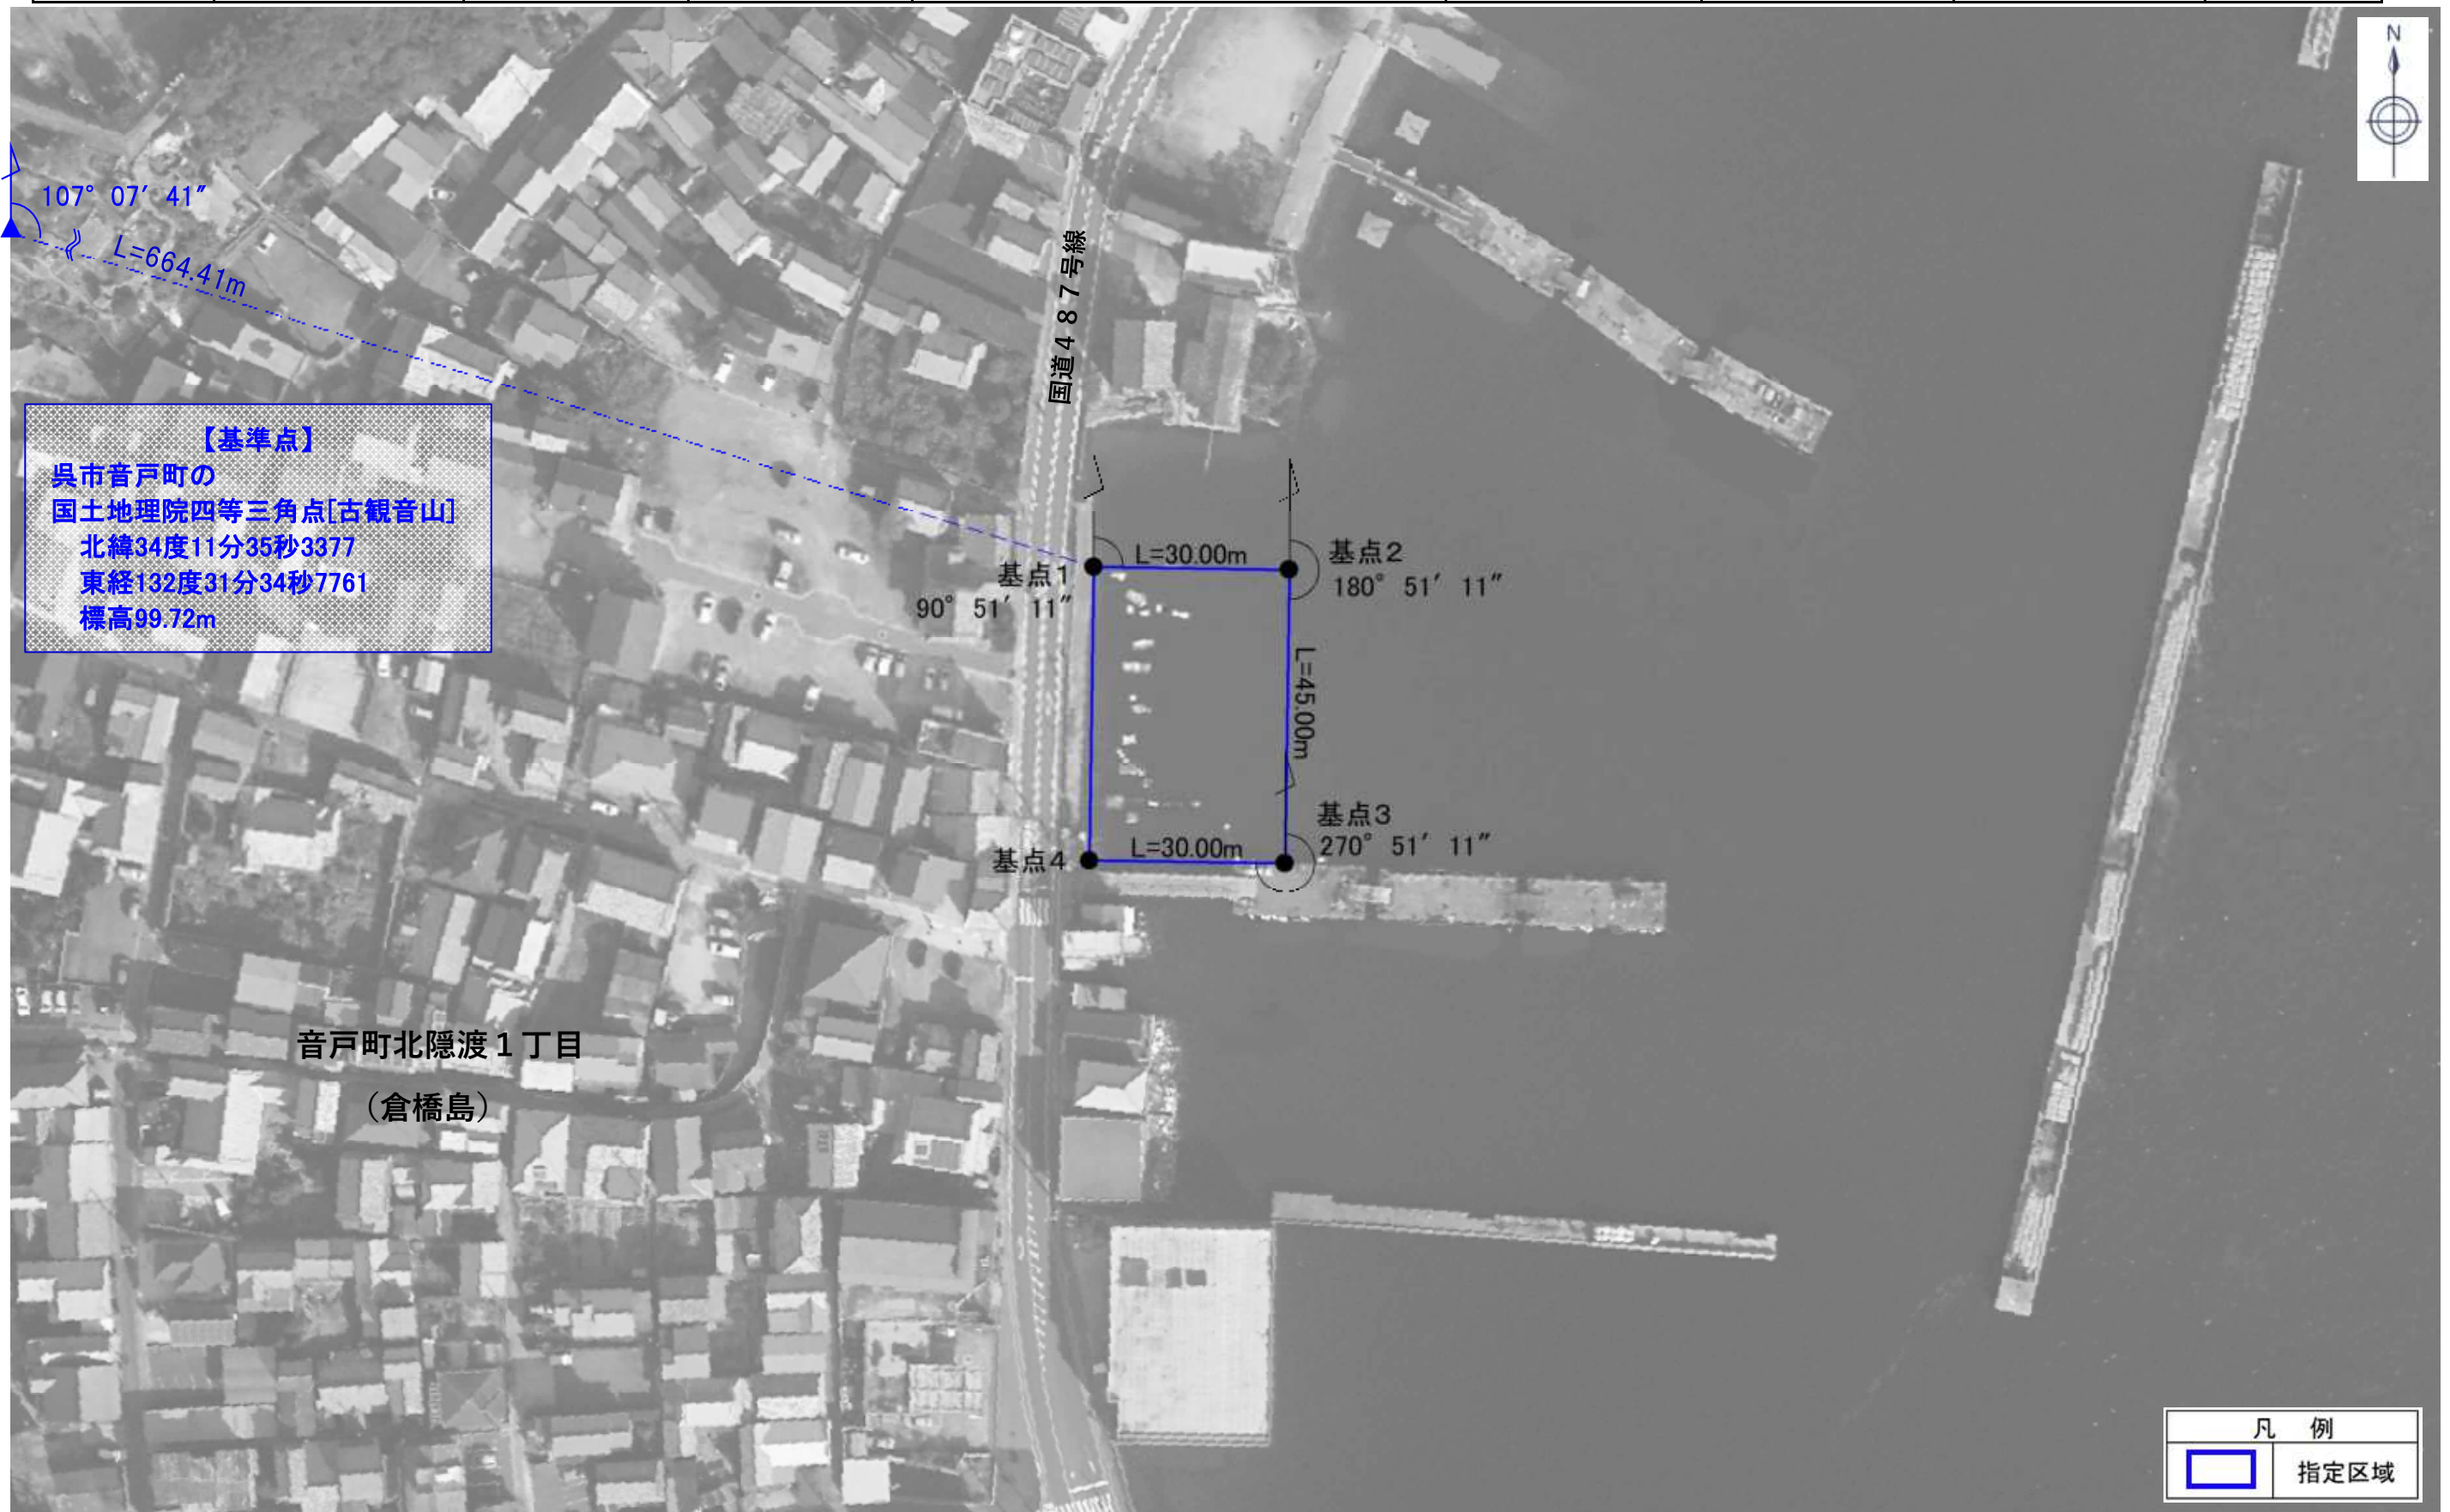 N
107° 07′ 41″
L=664.41m
国道４８７号線
【基準点】
呉市音戸町の
国土地理院四等三角点[古観音山]
北緯34度11分35秒3377
東経132度31分34秒7761
標高99.72m
基点1
90° 51′ 11″
L=30.00m
基点2
180° 51′ 11″
L=45.00m
基点3
270° 51′ 11″
基点4
L=30.00m
音戸町北隠渡１丁目
（倉橋島）
凡 例
指定区域